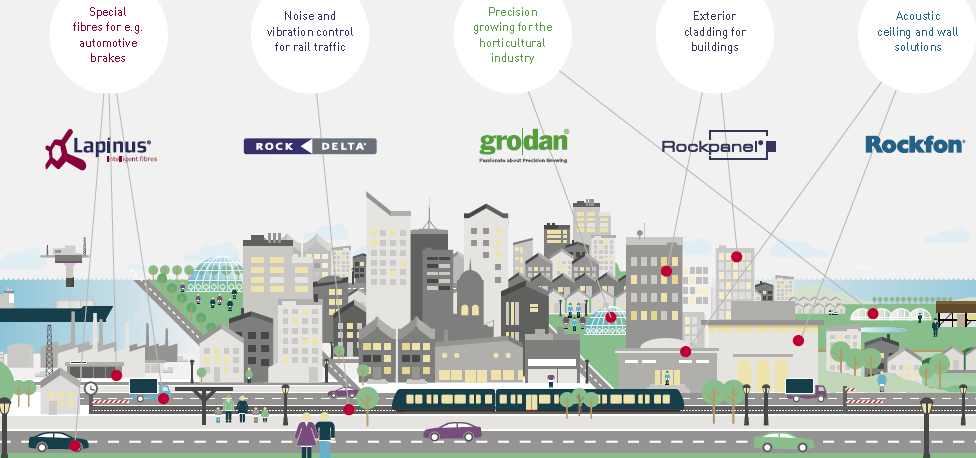 Special
fibres for e.g.
automotive
brakes
Noise and
vibration control
for rail traffic
Precision
growing for the
horticultural
industry
Exterior
cladding for
buildings
Acoustic
ceiling and wall
solutions
Lapinus®
Intelligent fibres
ROCK DELTA®
grodan®
Passionate about Precision Growing
Rockpanel®
Rockfon®